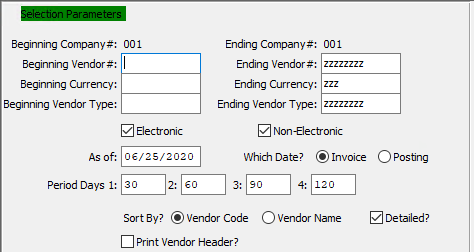 Selection Parameters
Beginning Company#: 001 Ending Company#: 001
Beginning Vendor#: Ending Vendor#: zzzzzzzz
Beginning Currency: Ending Currency: zzz
Beginning Vendor Type: Ending Vendor Type: zzzzzzzz
Electronic Non-Electronic
As of: 06/25/2020 Which Date? Invoice Posting
Period Days 1: 30 2: 60 3: 90 4: 120
Sort By? Vendor Code Vendor Name Detailed?
Print Vendor Header?